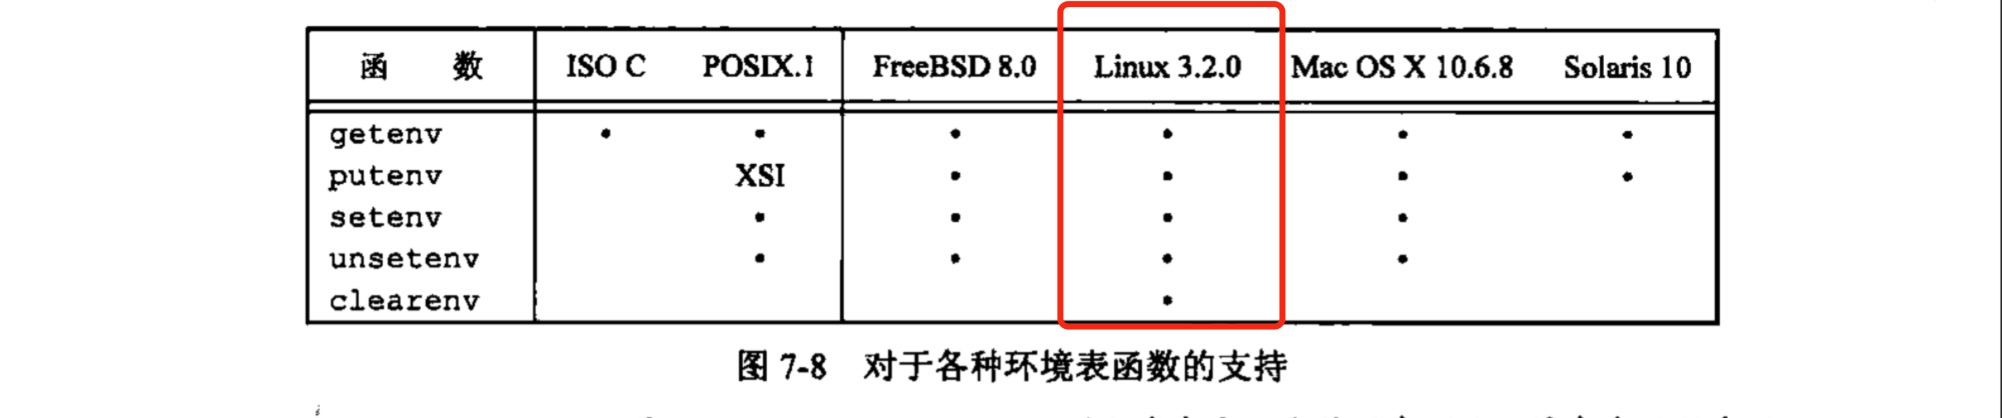 函 数 ISO C POSIX.1 FreeBSD 8.0 Linux 3.2.0 Mac OS X 10.6.8 Solaris 10
getenv • • • • • •
putenv XSI • • • •
setenv • • • •
unsetenv • • • •
clearenv •
图 7-8 对于各种环境表函数的支持